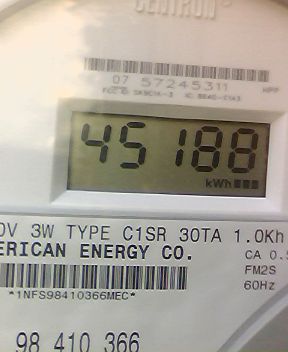 CENTRON
07 57245311
45188
kWh
0V 3W TYPE C1SR 30TA 1.0Kh
ERICAN ENERGY CO.
CA 0.5
FM2S
60Hz
*1NFS98410366MEC*
98 410 366